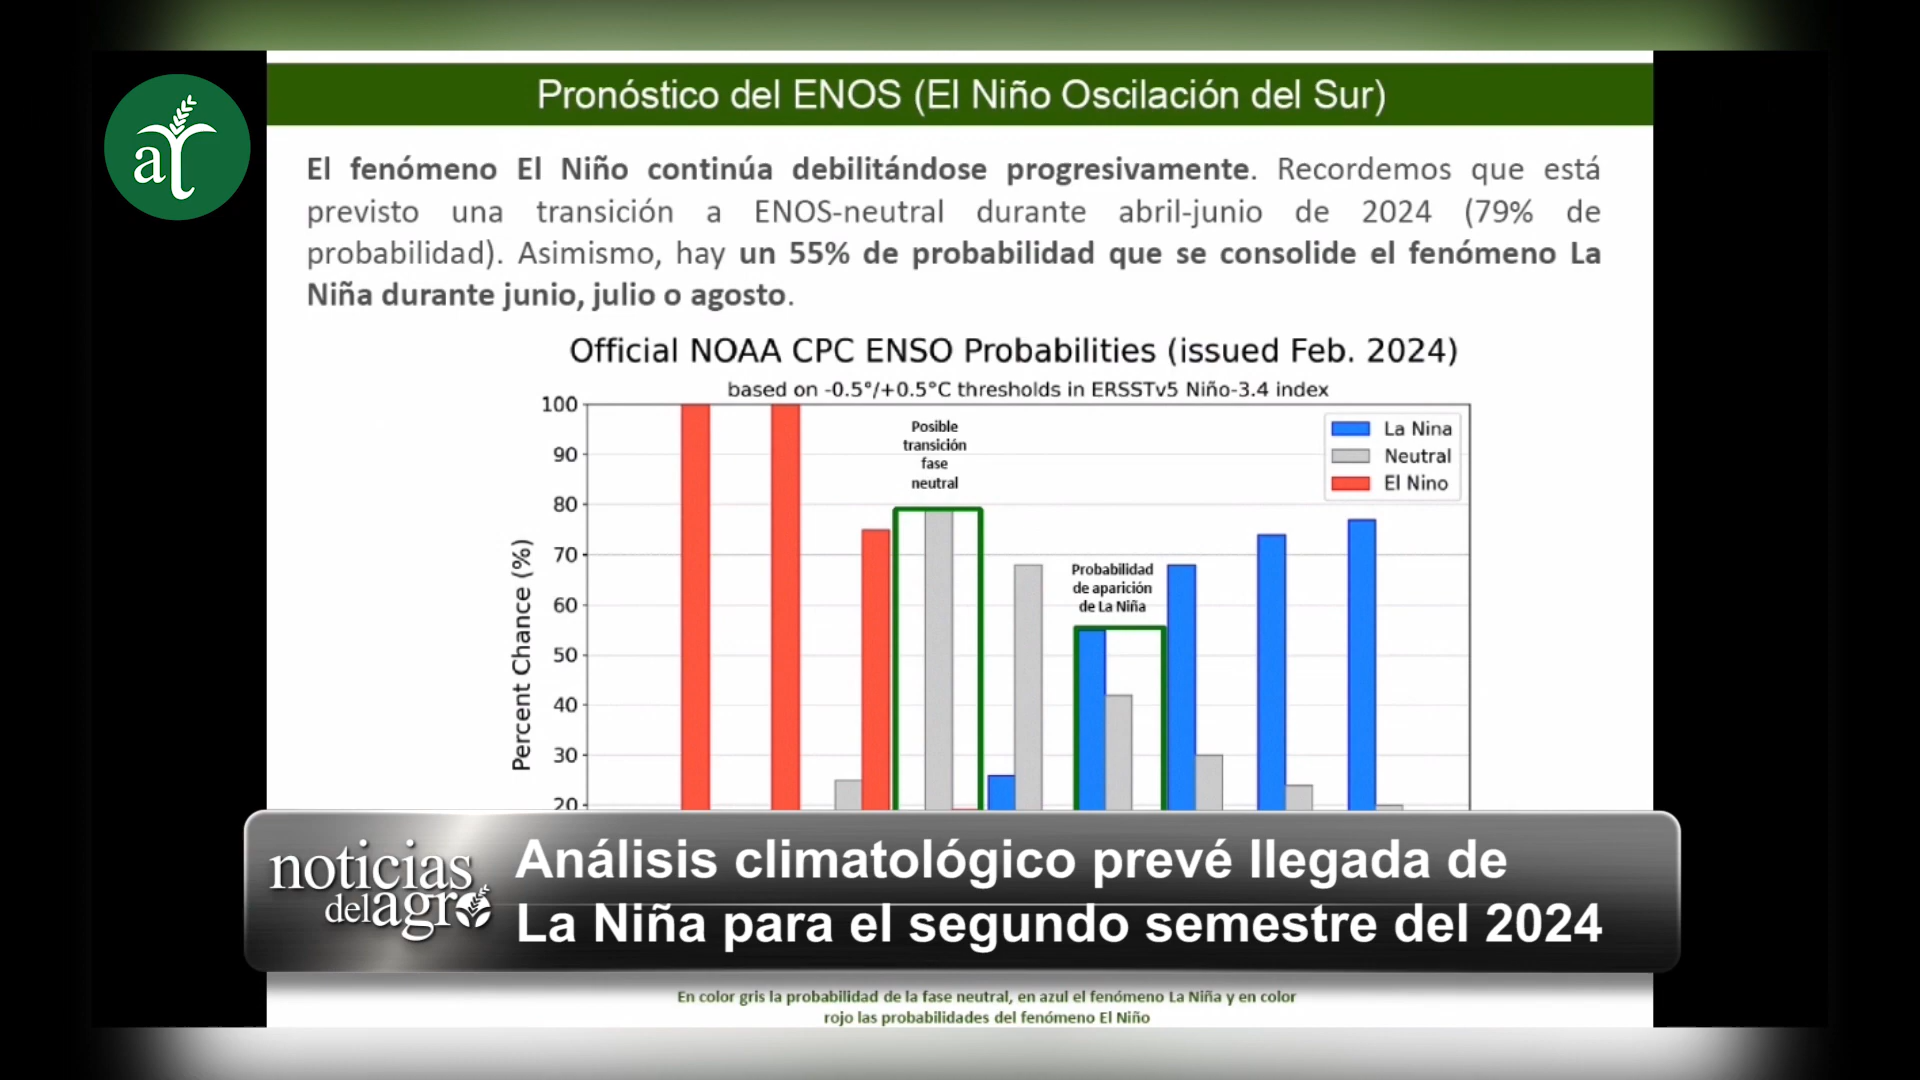 Pronóstico del ENOS (El Niño Oscilación del Sur)
ar
El fenómeno El Niño continúa debilitándose progresivamente. Recordemos que está
previsto una transición a ENOS-neutral durante abril-junio de 2024 (79% de
probabilidad). Asimismo, hay un 55% de probabilidad que se consolide el fenómeno La
Niña durante junio, julio o agosto.
Official NOAA CPC ENSO Probabilities (issued Feb. 2024)
based on -0.5°/+0.5°C thresholds in ERSSTv5 Niño-3.4 index
100
90
80
70
60
50
40
30
20
Percent Chance (%)
Posible
transición
fase
neutral
Probabilidad
de aparición
de La Niña
La Nina
Neutral
El Nino
noticias
del agro
Análisis climatológico prevé llegada de
La Niña para el segundo semestre del 2024
En color gris la probabilidad de la fase neutral, en azul el fenómeno La Niña y en color
rojo las probabilidades del fenómeno El Niño